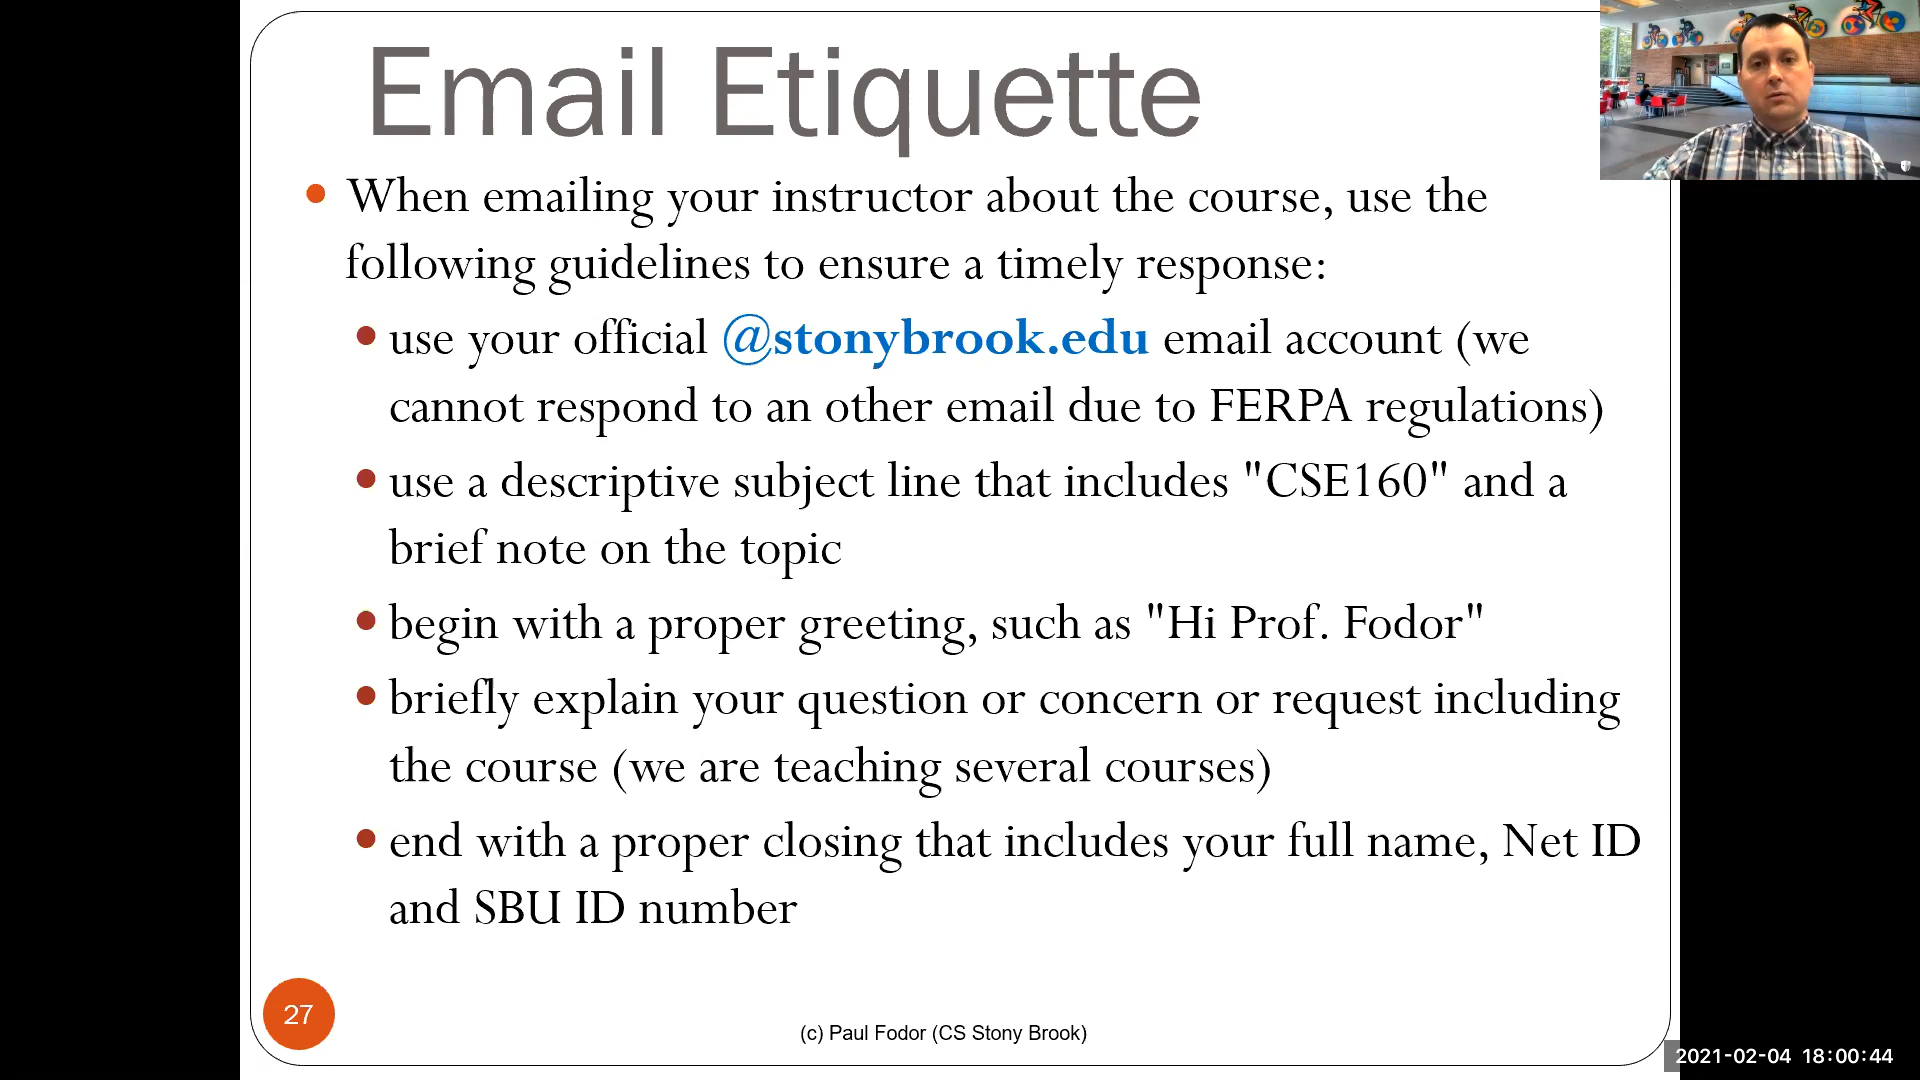 Email Etiquette
When emailing your instructor about the course, use the
following guidelines to ensure a timely response:
use your official @stonybrook.edu email account (we
cannot respond to an other email due to FERPA regulations)
use a descriptive subject line that includes "CSE160" and a
brief note on the topic
begin with a proper greeting, such as "Hi Prof. Fodor"
briefly explain your question or concern or request including
the course (we are teaching several courses)
end with a proper closing that includes your full name, Net ID
and SBU ID number
27
(c) Paul Fodor (CS Stony Brook)
2021-02-04 18:00:44